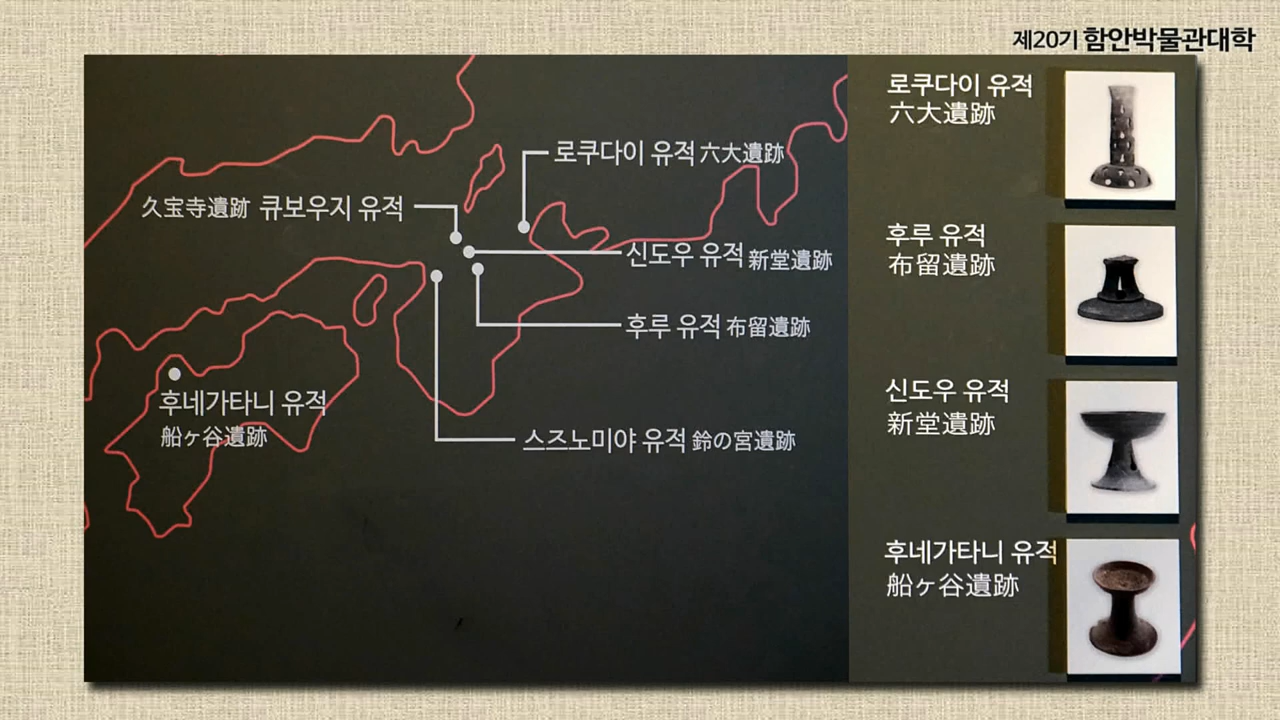 제20기 함안박물관대학
로쿠다이 유적 六大遺跡
久宝寺遺跡 큐보우지 유적
신도우 유적 新堂遺跡
후루 유적 布留遺跡
후네가타니 유적
船ヶ谷遺跡
스즈노미야 유적 鈴の宮遺跡
로쿠다이 유적
六大遺跡
후루 유적
布留遺跡
신도우 유적
新堂遺跡
후네가타니 유적
船ヶ谷遺跡